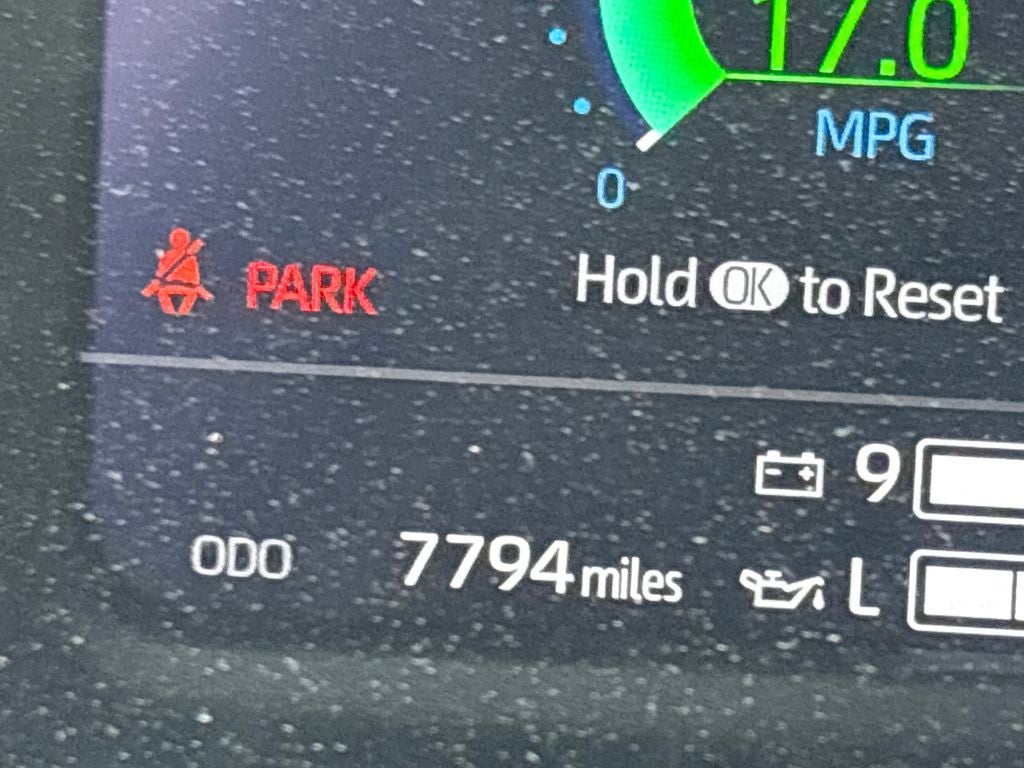 17.0
MPG
0
PARK
Hold OK to Reset
9
ODO 7794 miles
L